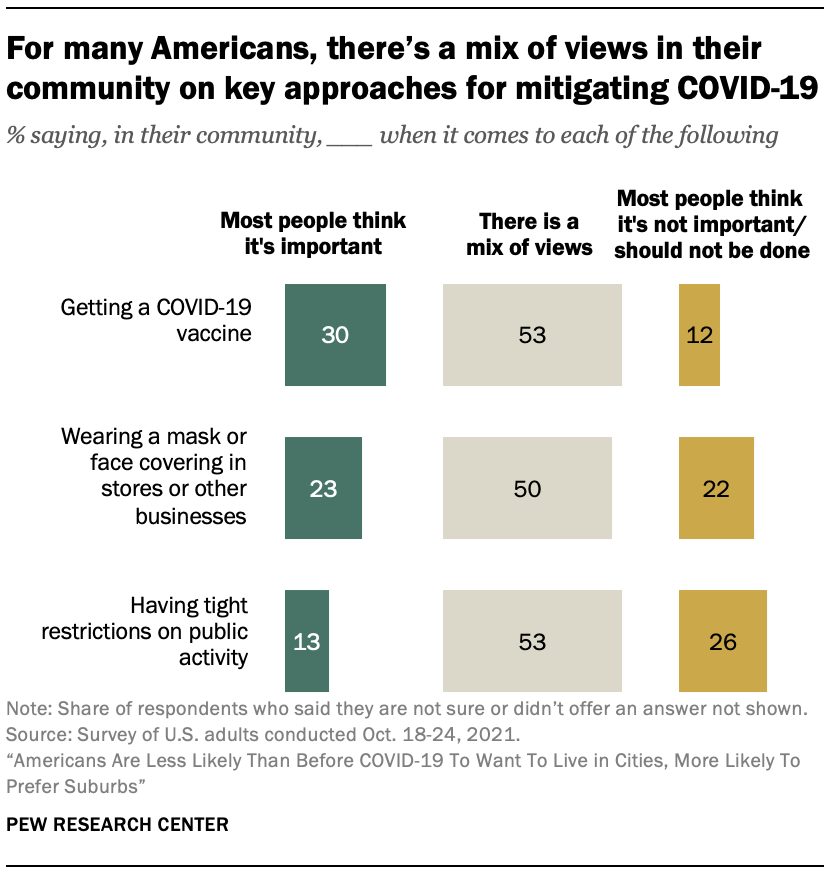 For many Americans, there’s a mix of views in their
community on key approaches for mitigating COVID-19
% saying, in their community, ___ when it comes to each of the following
Most people think
it's important
There is a
mix of views
Most people think
it's not important/
should not be done
Getting a COVID-19
vaccine
30
53
12
Wearing a mask or
face covering in
stores or other
businesses
23
50
22
Having tight
restrictions on public
activity
13
53
26
Note: Share of respondents who said they are not sure or didn’t offer an answer not shown.
Source: Survey of U.S. adults conducted Oct. 18-24, 2021.
“Americans Are Less Likely Than Before COVID-19 To Want To Live in Cities, More Likely To
Prefer Suburbs”
PEW RESEARCH CENTER